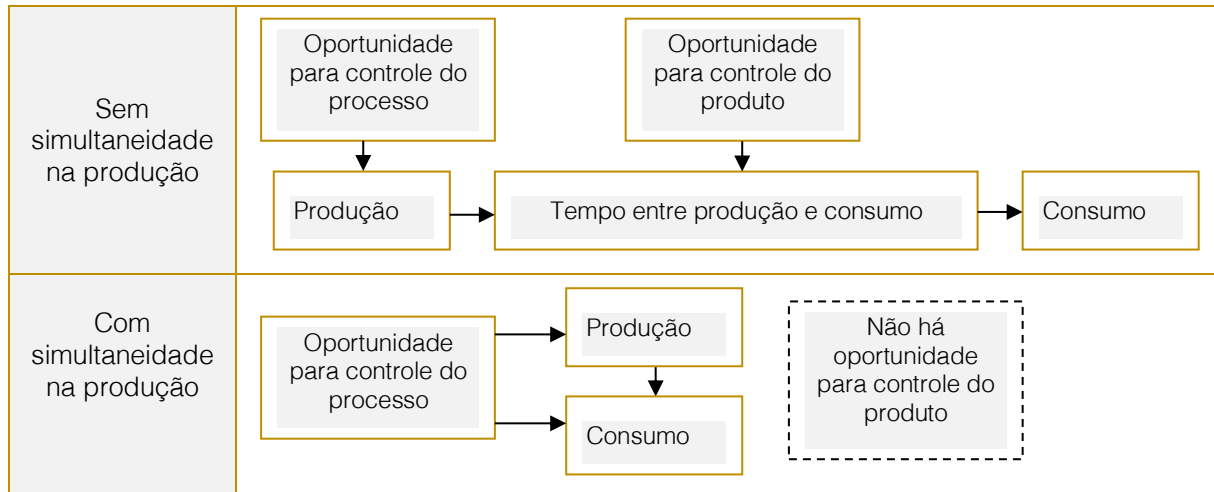 Sem
simultaneidade
na produção
Oportunidade
para controle do
processo
Oportunidade
para controle do
produto
Produção
Tempo entre produção e consumo
Consumo
Com
simultaneidade
na produção
Oportunidade
para controle do
processo
Produção
Consumo
Não há
oportunidade
para controle do
produto